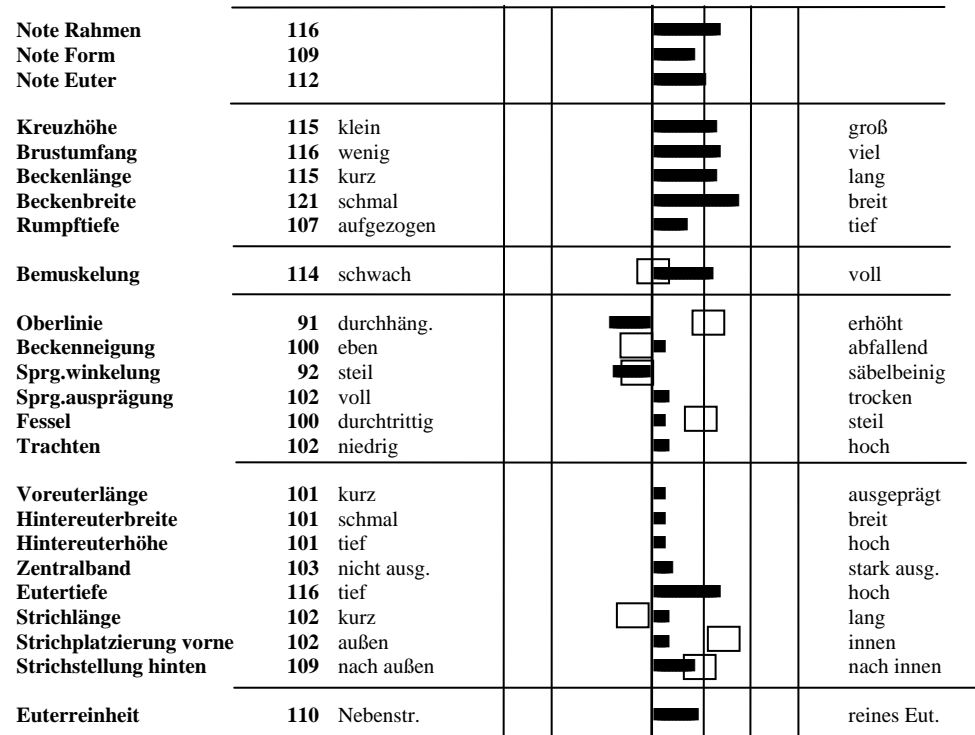 Note Rahmen 116
Note Form 109
Note Euter 112
Kreuzhöhe 115 klein groß
Brustumfang 116 wenig viel
Beckenlänge 115 kurz lang
Beckenbreite 121 schmal breit
Rumpftiefe 107 aufgezogen tief
Bemuskelung 114 schwach voll
Oberlinie 91 durchhäng. erhöht
Beckenneigung 100 eben abfallend
Sprg.winkelung 92 steil säbelbeinig
Sprg.ausprägung 102 voll trocken
Fessel 100 durchtrittig steil
Trachten 102 niedrig hoch
Voreuterlänge 101 kurz ausgeprägt
Hintereuterbreite 101 schmal breit
Hintereuterhöhe 101 tief hoch
Zentralband 103 nicht ausg. stark ausg.
Eutertiefe 116 tief hoch
Strichlänge 102 kurz lang
Strichplatzierung vorne 102 außen innen
Strichstellung hinten 109 nach außen nach innen
Euterreinheit 110 Nebenstr. reines Eut.